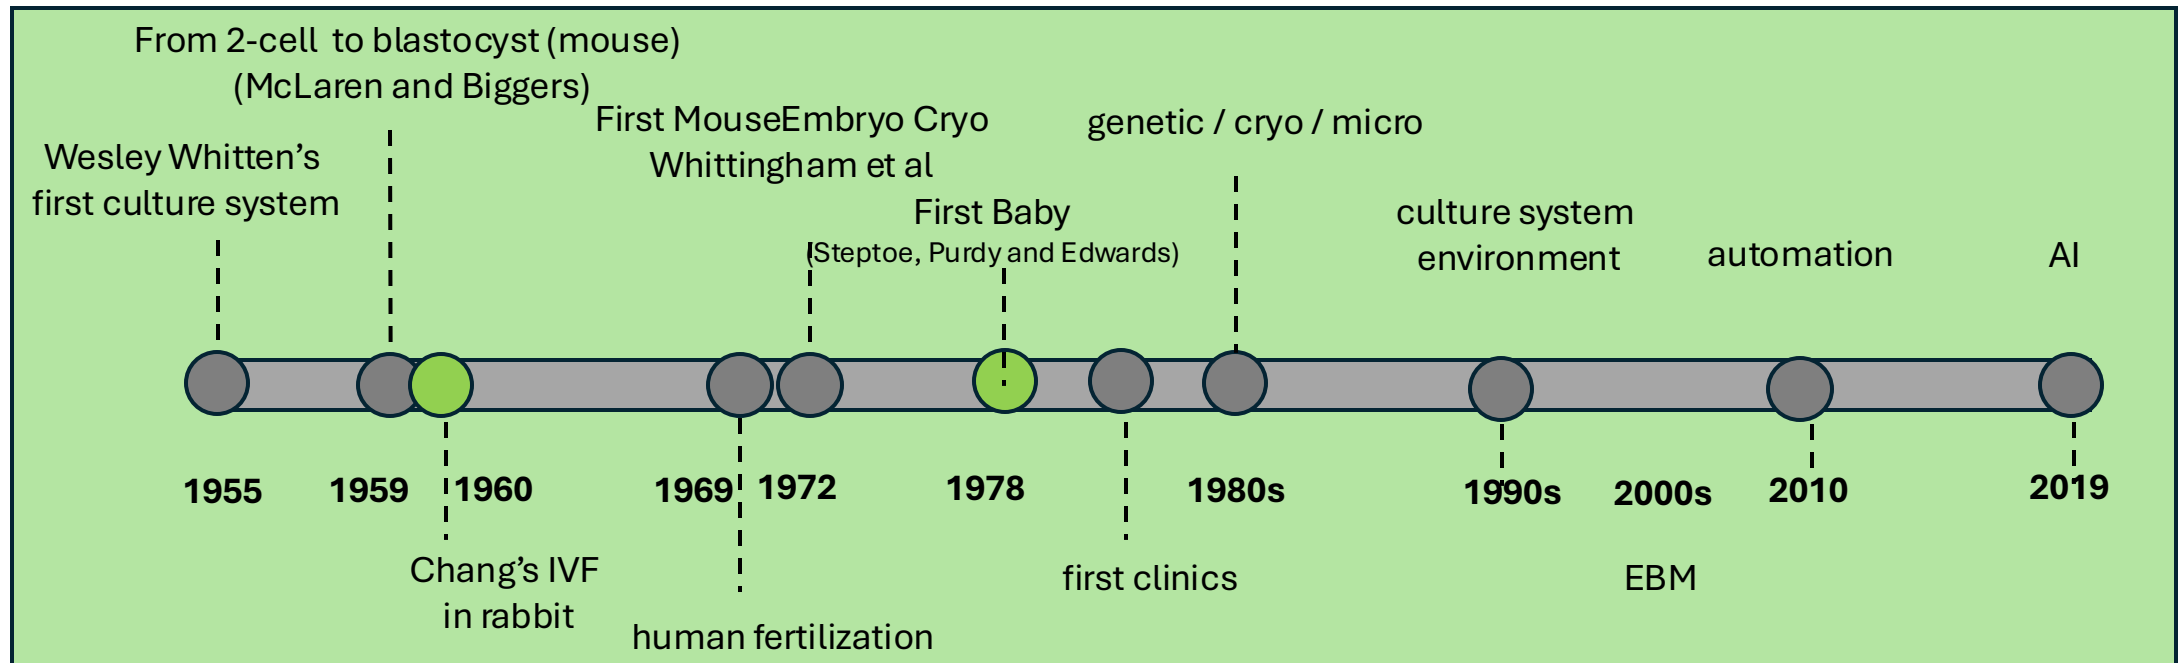 From 2-cell to blastocyst (mouse)
(McLaren and Biggers)
First MouseEmbryo Cryo
Whittingham et al
genetic / cryo / micro
Wesley Whitten's
first culture system
First Baby
(Steptoe, Purdy and Edwards)
culture system
environment
automation
AI
1955
1959
1960
1969
1972
1978
1980s
1990s
2000s
2010
2019
Chang's IVF
in rabbit
human fertilization
first clinics
EBM